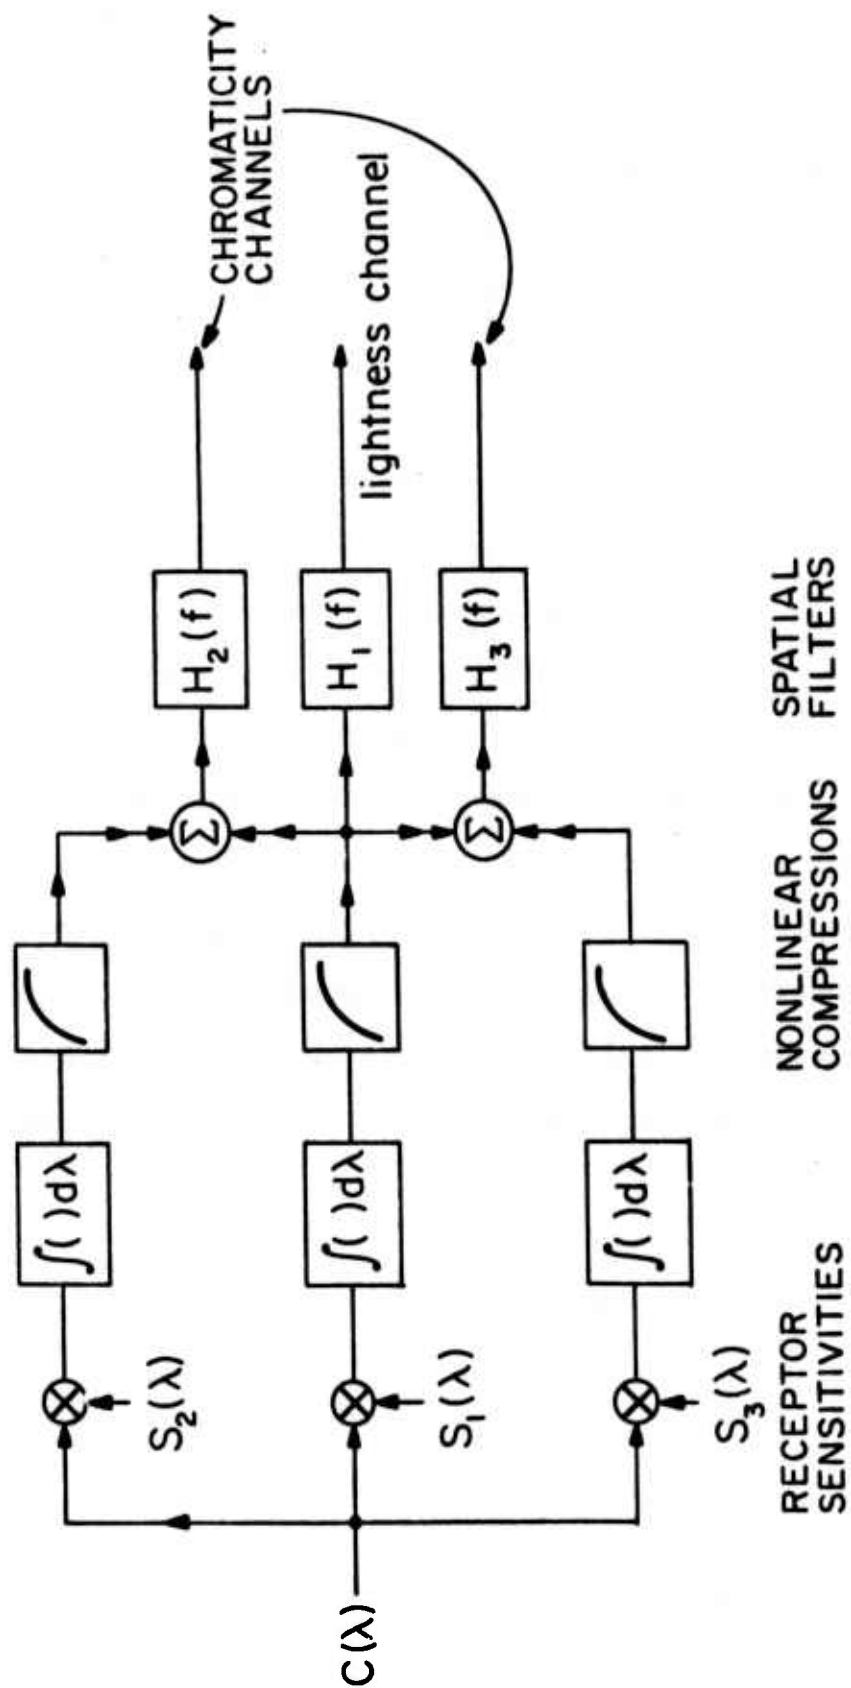 C(λ)
S₂(λ)
∫( )dλ
H₂(f)
CHROMATICITY
CHANNELS
Σ
S₁(λ)
∫( )dλ
H₁(f)
lightness channel
Σ
S₃(λ)
∫( )dλ
H₃(f)
RECEPTOR
SENSITIVITIES
NONLINEAR
COMPRESSIONS
SPATIAL
FILTERS